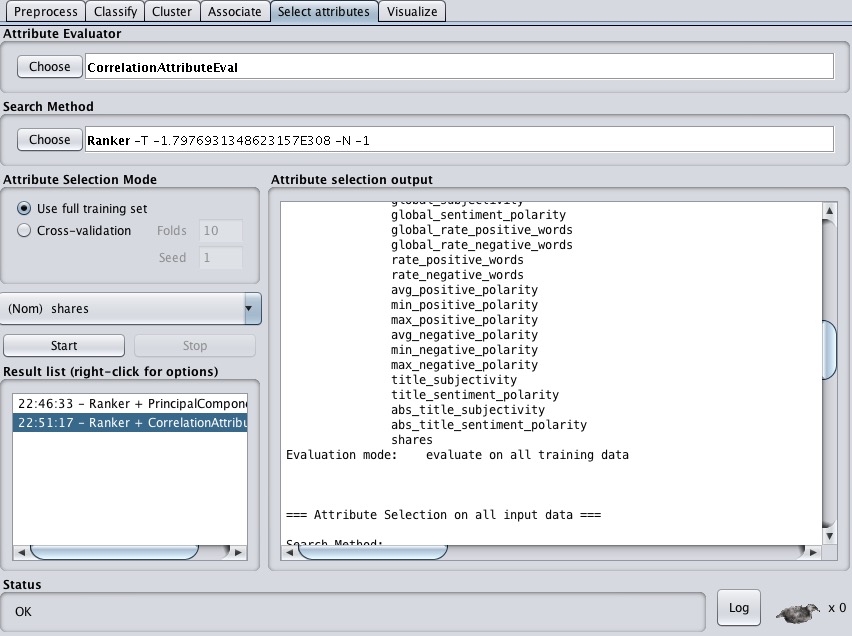 Preprocess Classify Cluster Associate Select attributes Visualize
Attribute Evaluator
Choose CorrelationAttributeEval
Search Method
Choose Ranker -T -1.7976931348623157E308 -N -1
Attribute Selection Mode
Use full training set
Cross-validation Folds 10
Seed 1
(Nom) shares
Start Stop
Result list (right-click for options)
22:46:33 - Ranker + PrincipalCompone
22:51:17 - Ranker + CorrelationAttribu
Attribute selection output
global_subjectivity
global_sentiment_polarity
global_rate_positive_words
global_rate_negative_words
rate_positive_words
rate_negative_words
avg_positive_polarity
min_positive_polarity
max_positive_polarity
avg_negative_polarity
min_negative_polarity
max_negative_polarity
title_subjectivity
title_sentiment_polarity
abs_title_subjectivity
abs_title_sentiment_polarity
shares
Evaluation mode: evaluate on all training data
=== Attribute Selection on all input data ===
Search Method:
Status
OK
Log
x 0